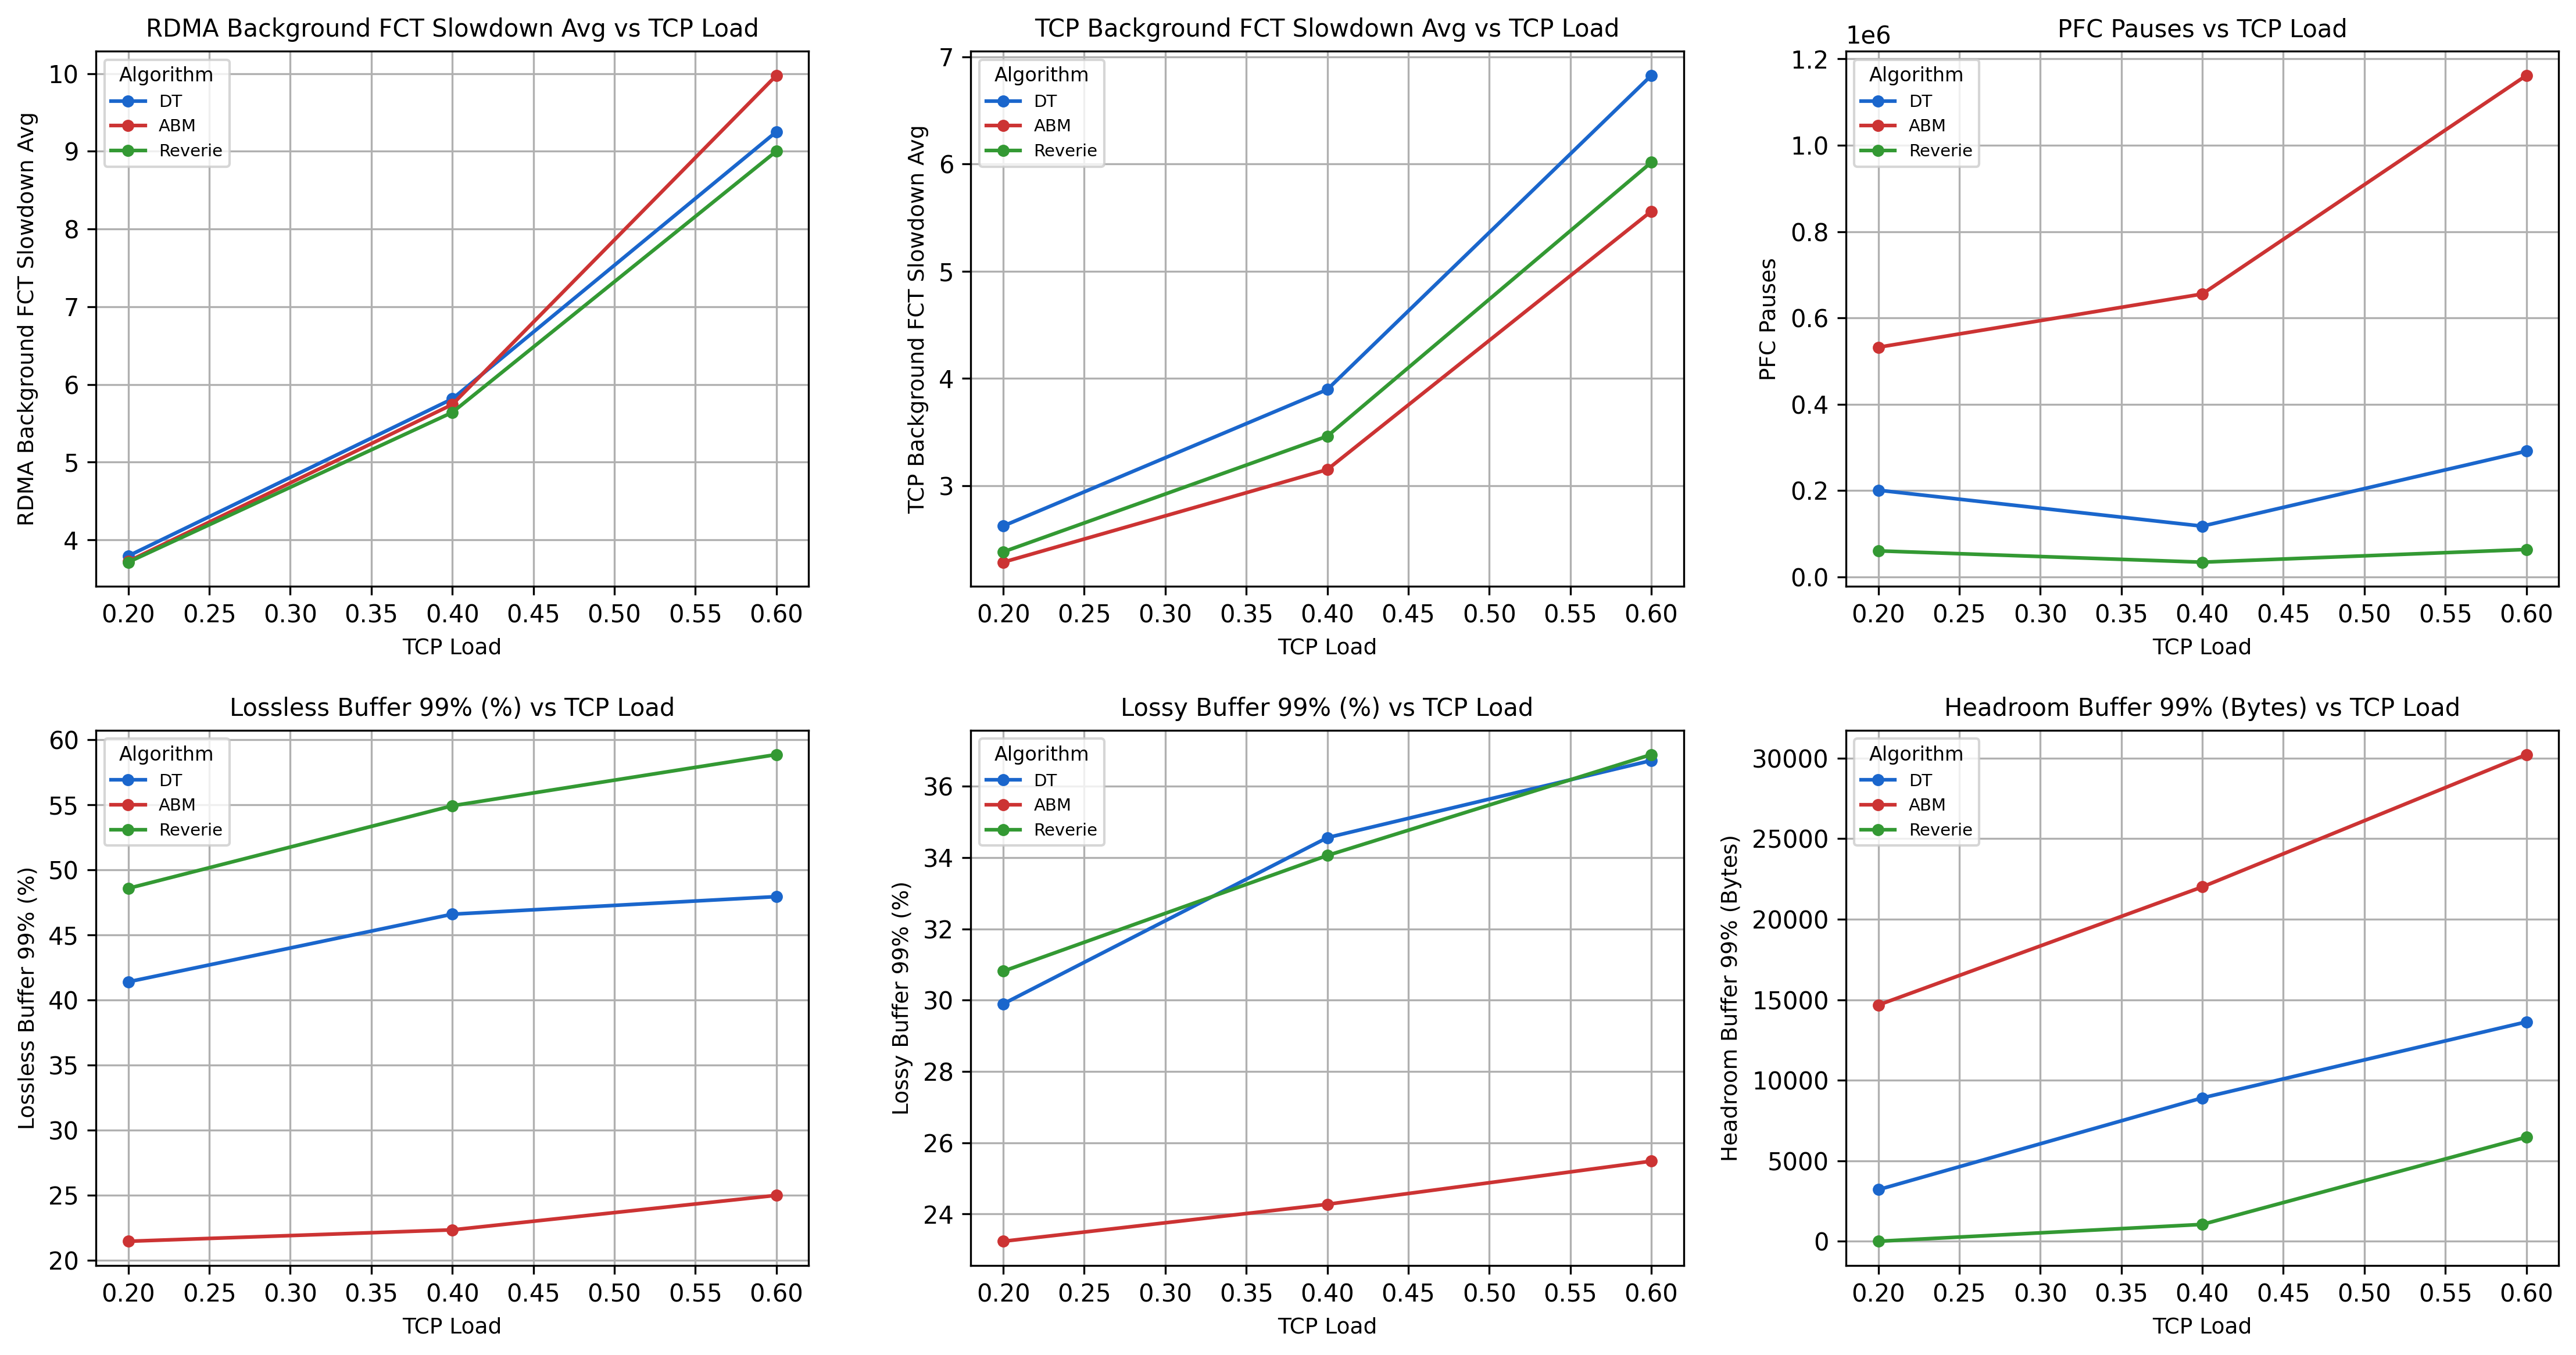 RDMA Background FCT Slowdown Avg vs TCP Load
RDMA Background FCT Slowdown Avg
10
9
8
7
6
5
4
Algorithm
DT
ABM
Reverie
0.20 0.25 0.30 0.35 0.40 0.45 0.50 0.55 0.60
TCP Load
TCP Background FCT Slowdown Avg vs TCP Load
TCP Background FCT Slowdown Avg
7
6
5
4
3
Algorithm
DT
ABM
Reverie
0.20 0.25 0.30 0.35 0.40 0.45 0.50 0.55 0.60
TCP Load
PFC Pauses vs TCP Load
1e6
PFC Pauses
1.2
1.0
0.8
0.6
0.4
0.2
0.0
Algorithm
DT
ABM
Reverie
0.20 0.25 0.30 0.35 0.40 0.45 0.50 0.55 0.60
TCP Load
Lossless Buffer 99% (%) vs TCP Load
Lossless Buffer 99% (%)
60
55
50
45
40
35
30
25
20
Algorithm
DT
ABM
Reverie
0.20 0.25 0.30 0.35 0.40 0.45 0.50 0.55 0.60
TCP Load
Lossy Buffer 99% (%) vs TCP Load
Lossy Buffer 99% (%)
36
34
32
30
28
26
24
Algorithm
DT
ABM
Reverie
0.20 0.25 0.30 0.35 0.40 0.45 0.50 0.55 0.60
TCP Load
Headroom Buffer 99% (Bytes) vs TCP Load
Headroom Buffer 99% (Bytes)
30000
25000
20000
15000
10000
5000
0
Algorithm
DT
ABM
Reverie
0.20 0.25 0.30 0.35 0.40 0.45 0.50 0.55 0.60
TCP Load